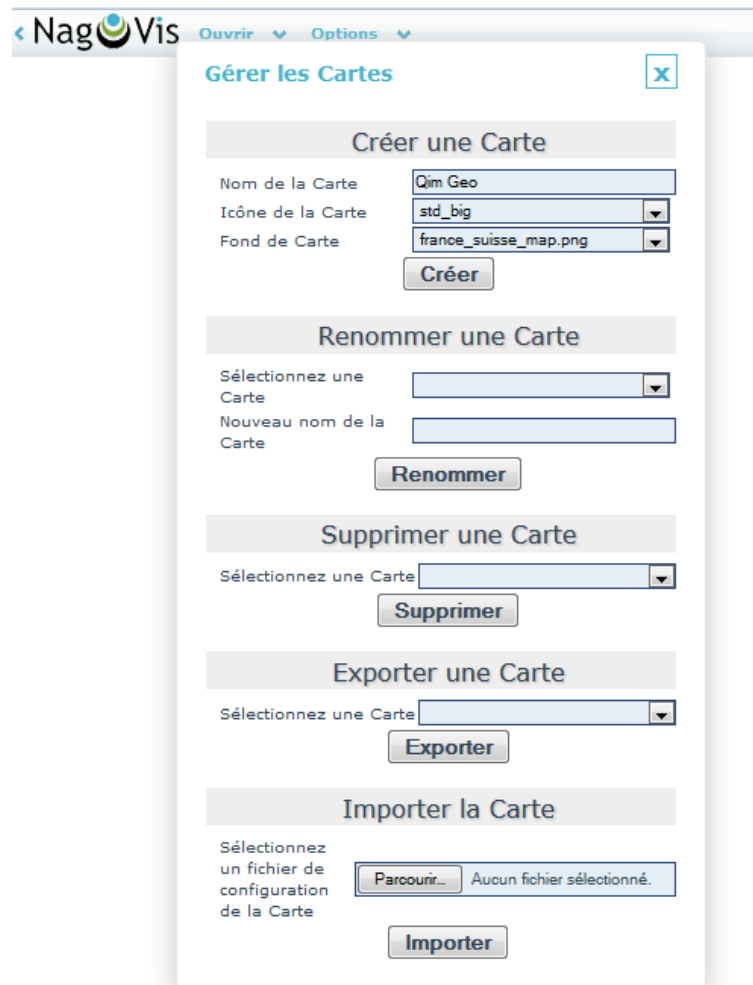 NagVis Ouvrir Options
Gérer les Cartes x
Créer une Carte
Nom de la Carte Qim Geo
Icône de la Carte std_big
Fond de Carte france_suisse_map.png
Créer
Renommer une Carte
Sélectionnez une
Carte
Nouveau nom de la
Carte
Renommer
Supprimer une Carte
Sélectionnez une Carte
Supprimer
Exporter une Carte
Sélectionnez une Carte
Exporter
Importer la Carte
Sélectionnez
un fichier de
configuration
de la Carte
Parcourir... Aucun fichier sélectionné.
Importer